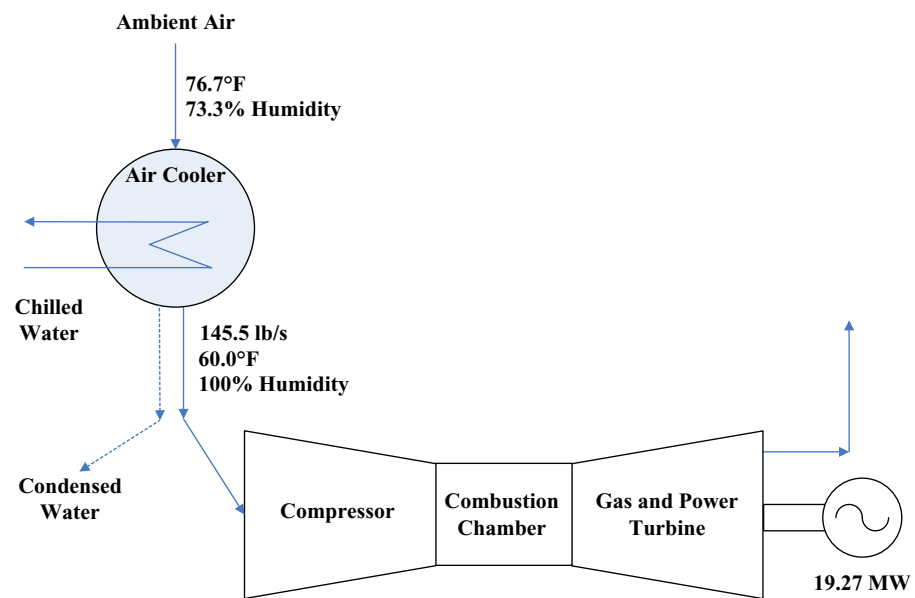 Ambient Air
76.7°F
73.3% Humidity
Air Cooler
Chilled
Water
145.5 lb/s
60.0°F
100% Humidity
Condensed
Water
Compressor
Combustion
Chamber
Gas and Power
Turbine
19.27 MW